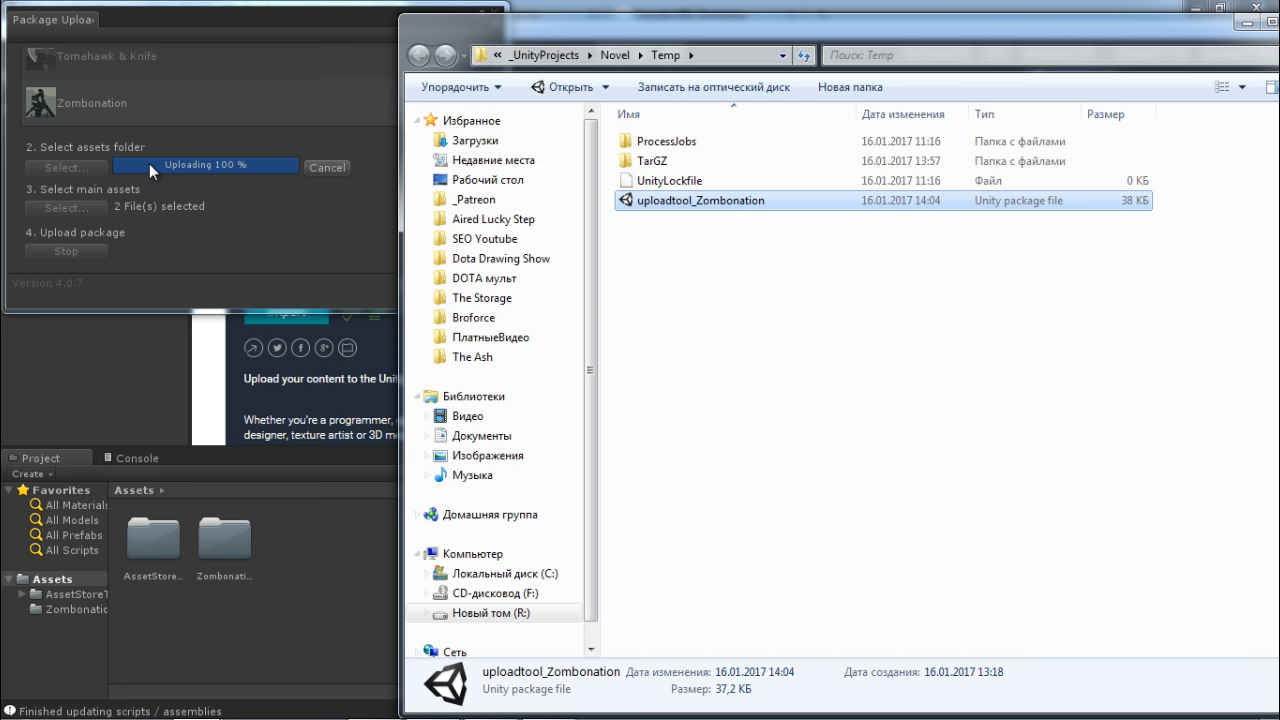 Package Upload
Tomahawk & Knife
Zombonation
2. Select assets folder
Select...
Uploading 100 %
Cancel
3. Select main assets
Select...
2 File(s) selected
4. Upload package
Stop
Version 4.0.7
Upload your content to the Unit
Whether you're a programmer,
designer, texture artist or 3D m
Project
Console
Create
Favorites
All Materials
All Models
All Prefabs
All Scripts
Assets
AssetStoreT
Zombonatic
Assets
AssetStore...
Zombonati...
Finished updating scripts / assemblies
« _UnityProjects
Novel
Temp
Поиск: Temp
Упорядочить
Открыть
Записать на оптический диск
Новая папка
Избранное
Загрузки
Недавние места
Рабочий стол
_Patreon
Aired Lucky Step
SEO Youtube
Dota Drawing Show
DOTA мульт
The Storage
Broforce
ПлатныеВидео
The Ash
Библиотеки
Видео
Документы
Изображения
Музыка
Домашняя группа
Компьютер
Локальный диск (C:)
CD-дисковод (F:)
Новый том (R:)
Сеть
Имя
Дата изменения
Тип
Размер
ProcessJobs
16.01.2017 11:16
Папка с файлами
TarGZ
16.01.2017 13:57
Папка с файлами
UnityLockfile
16.01.2017 11:16
Файл
0 КБ
uploadtool_Zombonation
16.01.2017 14:04
Unity package file
38 КБ
uploadtool_Zombonation
Дата изменения: 16.01.2017 14:04
Дата создания: 16.01.2017 13:18
Unity package file
Размер: 37,2 КБ